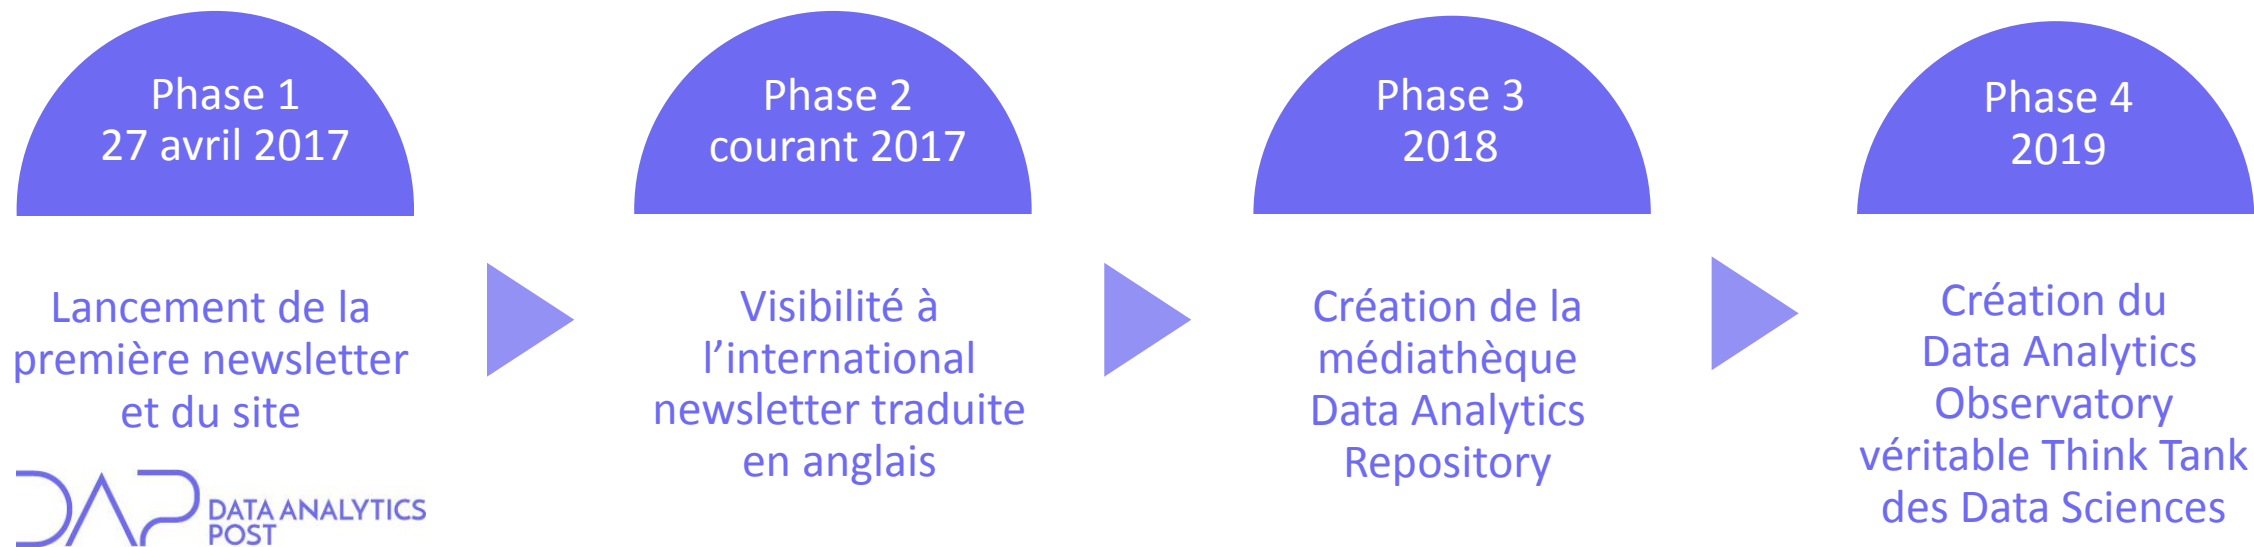 Phase 1
27 avril 2017
Lancement de la
première newsletter
et du site
DAP DATA ANALYTICS
POST
Phase 2
courant 2017
Visibilité à
l’international
newsletter traduite
en anglais
Phase 3
2018
Création de la
médiathèque
Data Analytics
Repository
Phase 4
2019
Création du
Data Analytics
Observatory
véritable Think Tank
des Data Sciences